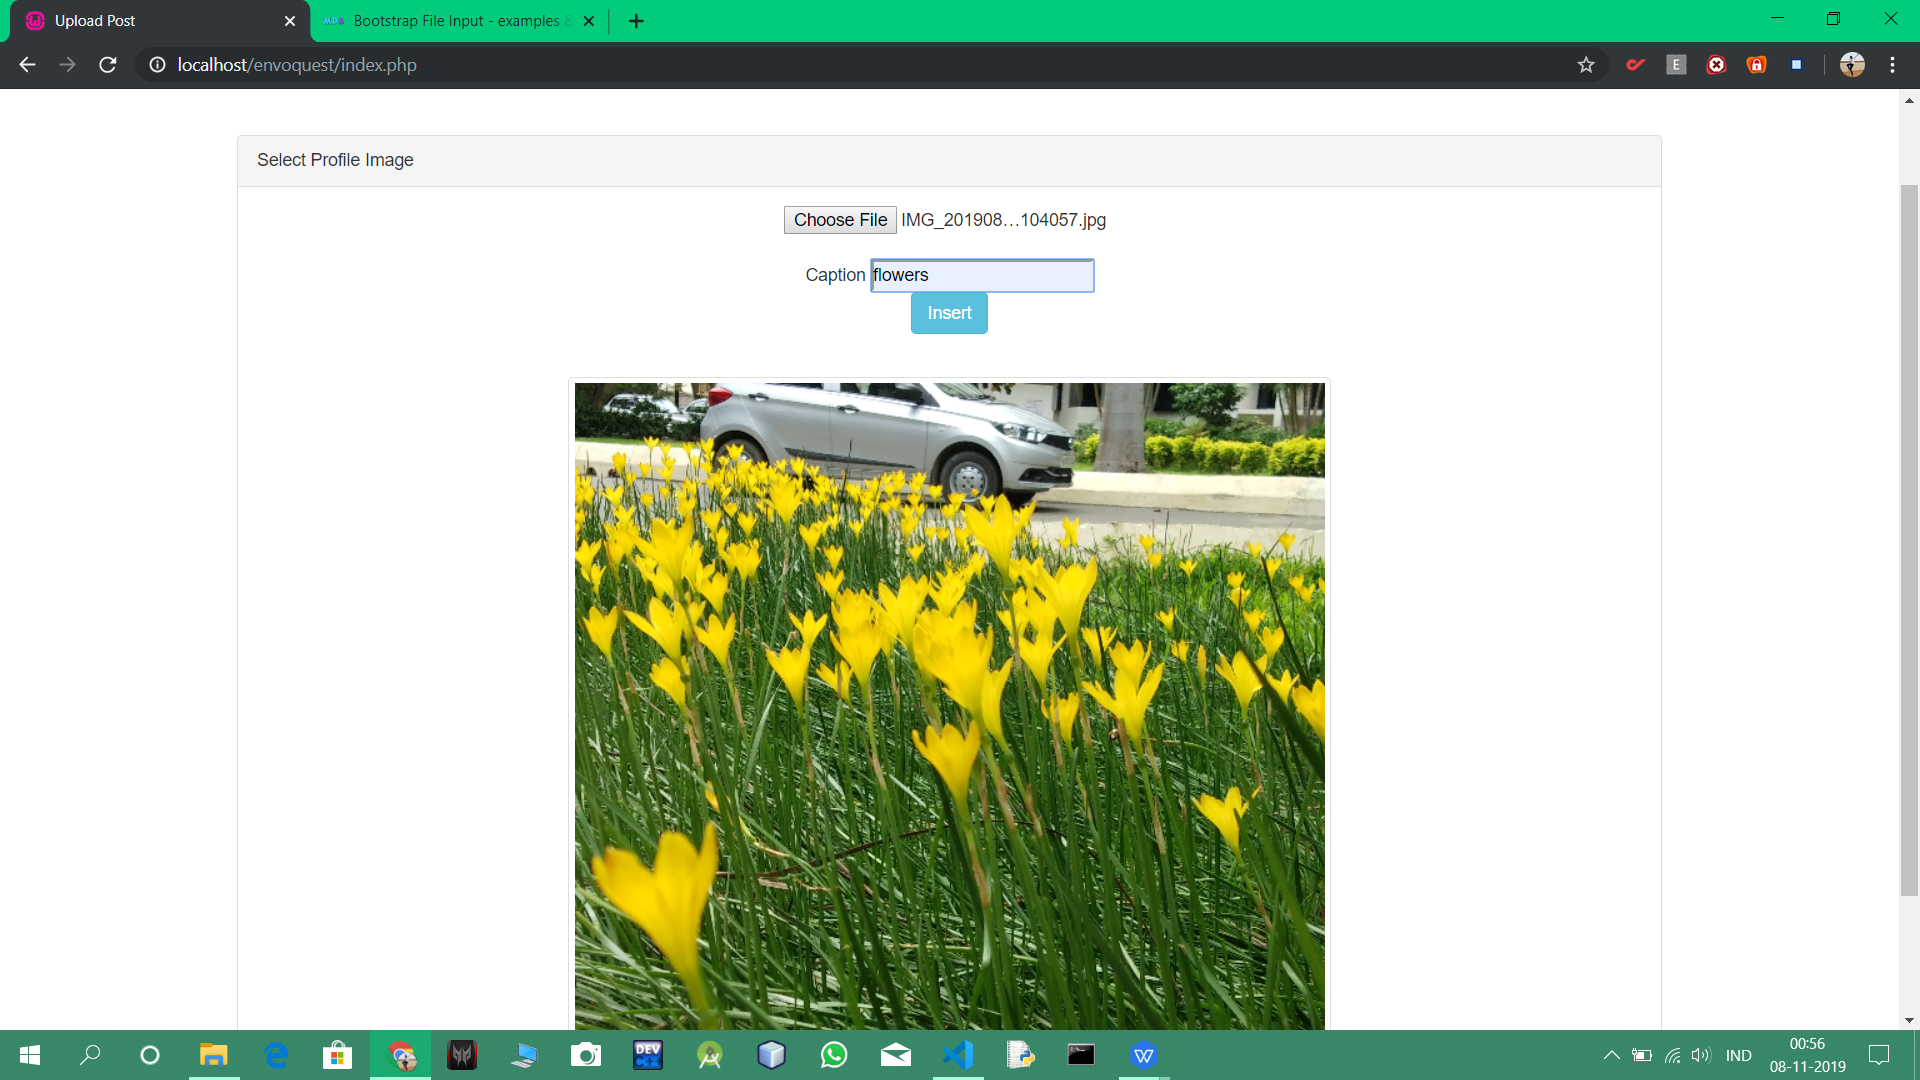 Upload Post
MDB Bootstrap File Input - examples &
localhost/envoquest/index.php
E
Select Profile Image
Choose File IMG_201908…104057.jpg
Caption flowers
Insert
DEV
W
IND
00:56
08-11-2019